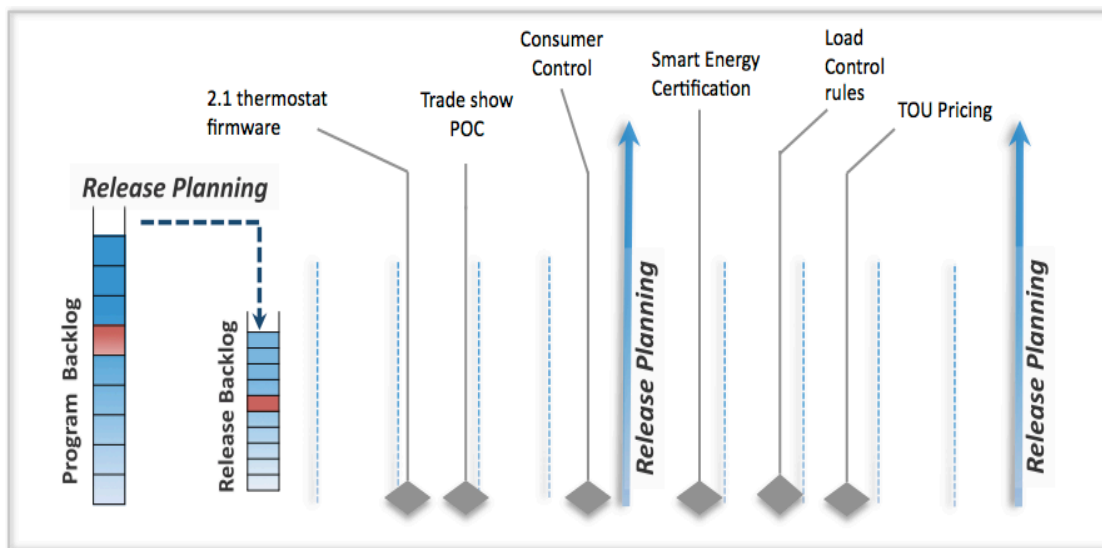 Consumer
Control
Smart Energy
Certification
Load
Control
rules
2.1 thermostat
firmware
Trade show
POC
TOU Pricing
Release Planning
Program Backlog
Release Backlog
Release Planning
Release Planning